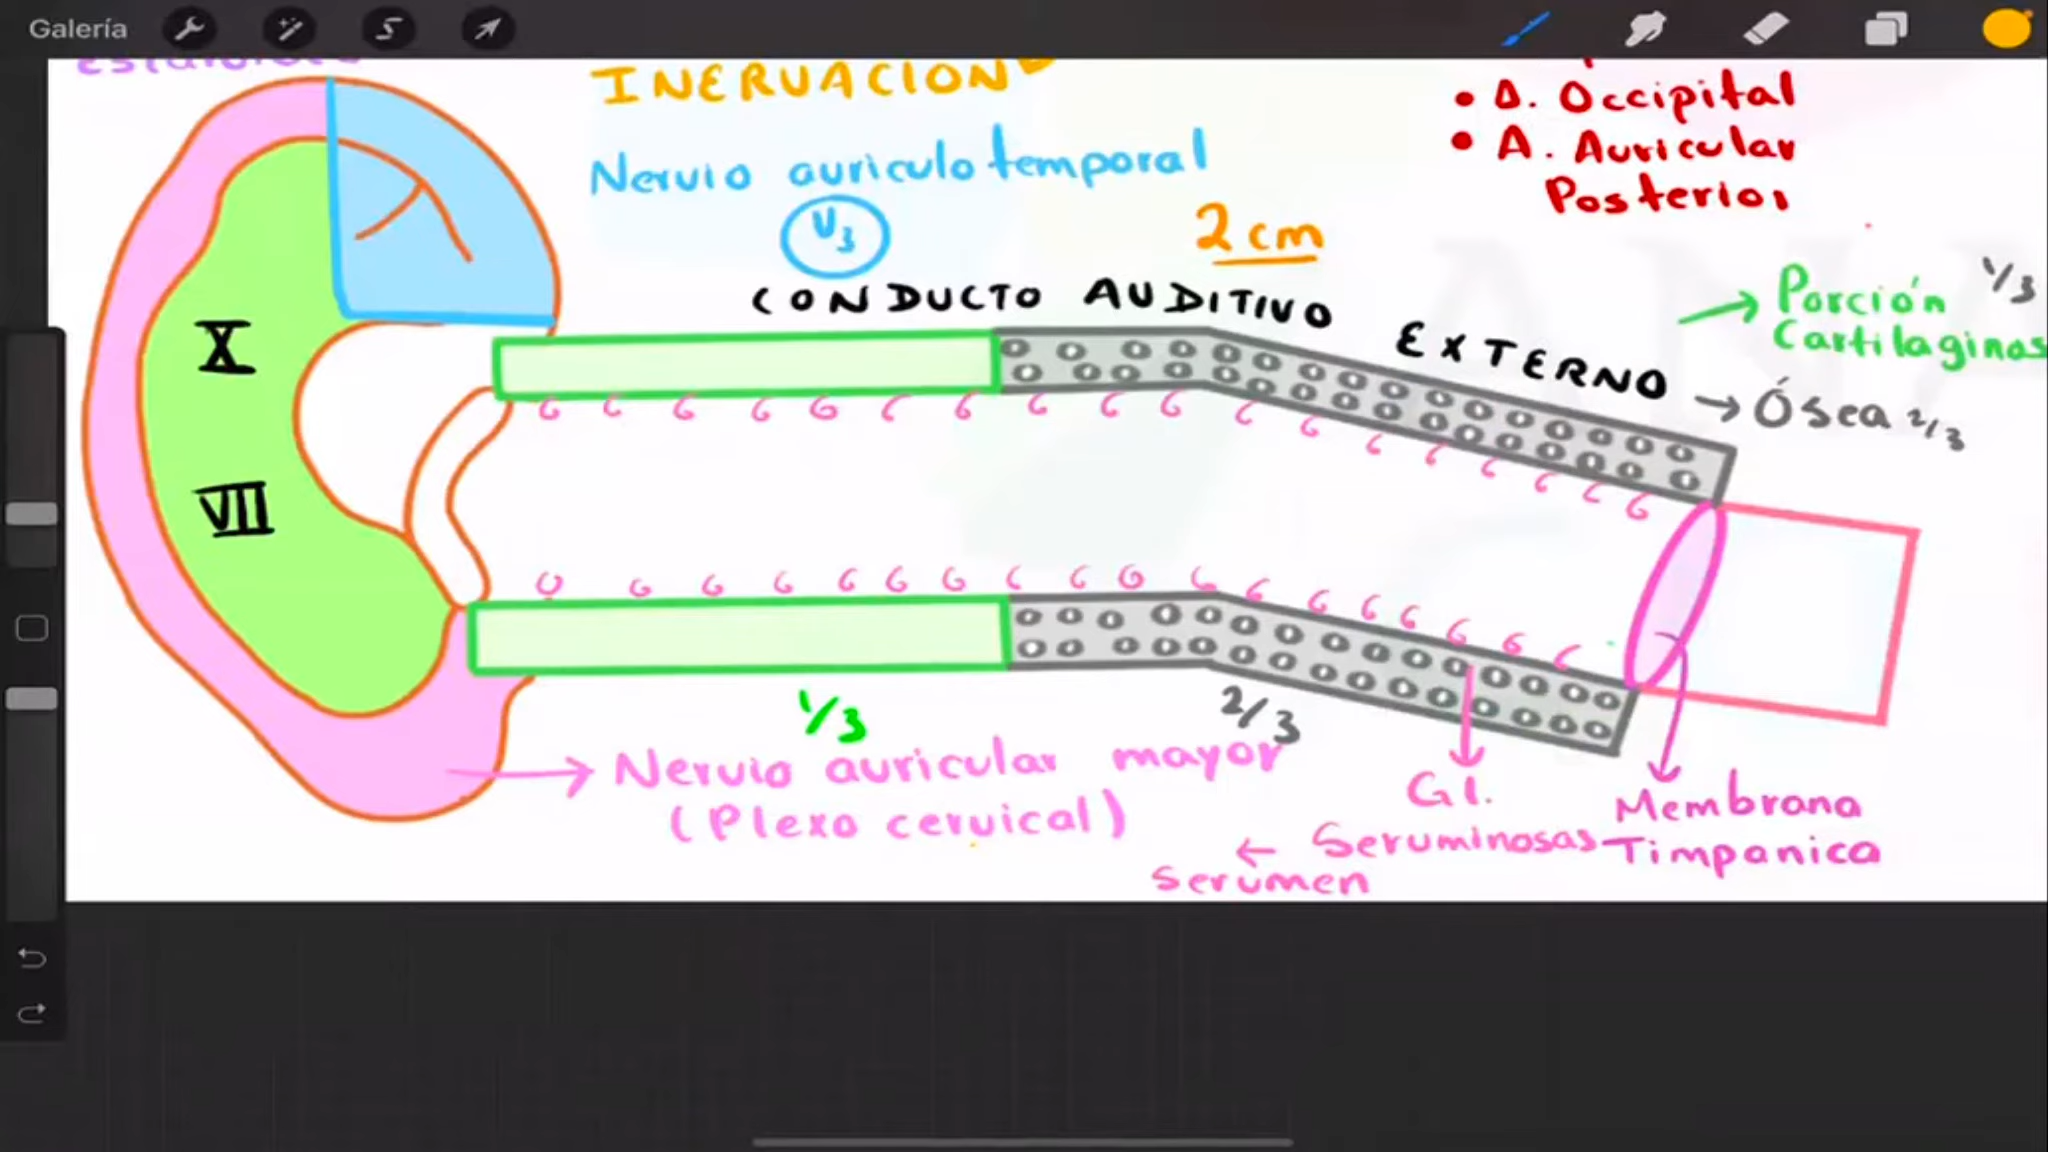 Galería
INERVACION
Nervio auriculotemporal
V3
2 cm
• A. Occipital
• A. Auricular
Posterior
CONDUCTO AUDITIVO EXTERNO
→ Porción 1/3
Cartilaginos
→ Ósea 2/3
X
VII
1/3
2/3
→ Nervio auricular mayor
(Plexo cervical)
Gl.
Seruminosas
← serumen
Membrana
Timpanica